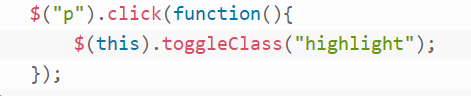 $("p").click(function(){
    $(this).toggleClass("highlight");
});